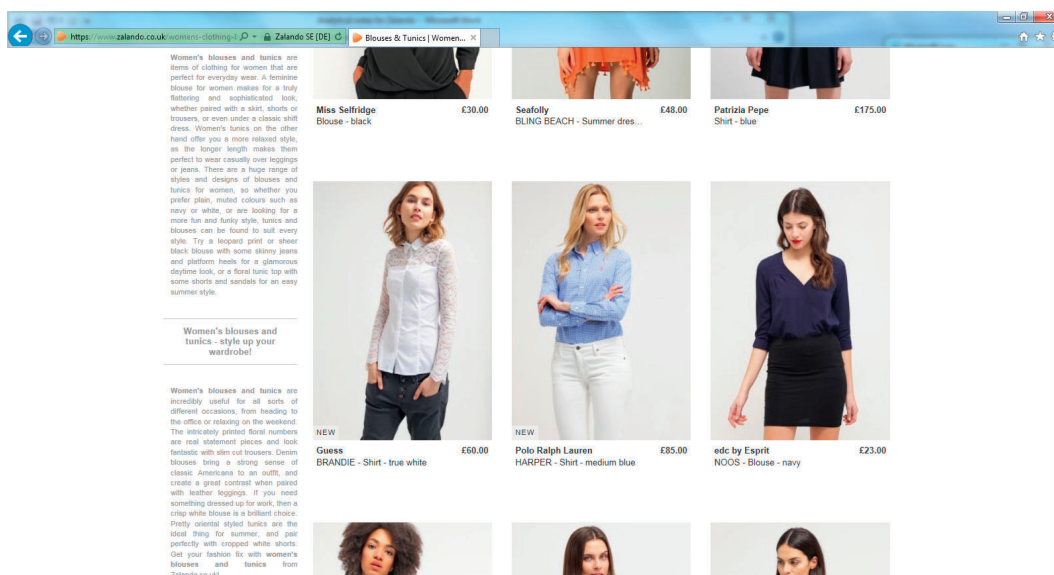 Analytical notes for Zalando - Microsoft Word
https://www.zalando.co.uk/womens-clothing-l
Zalando SE [DE]
Blouses & Tunics | Women...
Women's blouses and tunics are
items of clothing for women that are
perfect for everyday wear. A feminine
blouse for women makes for a truly
flattering and sophisticated look,
whether paired with a skirt, shorts or
trousers, or even under a classic shift
dress. Women's tunics on the other
hand offer you a more relaxed style,
as the longer length makes them
perfect to wear casually over leggings
or jeans. There are a huge range of
styles and designs of blouses and
tunics for women, so whether you
prefer plain, muted colours such as
navy or white, or are looking for a
more fun and funky style, tunics and
blouses can be found to suit every
style. Try a leopard print or sheer
black blouse with some skinny jeans
and platform heels for a glamorous
daytime look, or a floral tunic top with
some shorts and sandals for an easy
summer style.
Women's blouses and
tunics - style up your
wardrobe!
Women's blouses and tunics are
incredibly useful for all sorts of
different occasions, from heading to
the office or relaxing on the weekend.
The intricately printed floral numbers
are real statement pieces and look
fantastic with slim cut trousers. Denim
blouses bring a strong sense of
classic Americana to an outfit, and
create a great contrast when paired
with leather leggings. If you need
something dressed up for work, then a
crisp white blouse is a brilliant choice.
Pretty oriental styled tunics are the
ideal thing for summer, and pair
perfectly with cropped white shorts.
Get your fashion fix with women's
blouses and tunics from
Zalando.co.uk!
Miss Selfridge £30.00
Blouse - black
Seafolly £48.00
BLING BEACH - Summer dres...
Patrizia Pepe £175.00
Shirt - blue
NEW
Guess £60.00
BRANDIE - Shirt - true white
NEW
Polo Ralph Lauren £85.00
HARPER - Shirt - medium blue
edc by Esprit £23.00
NOOS - Blouse - navy